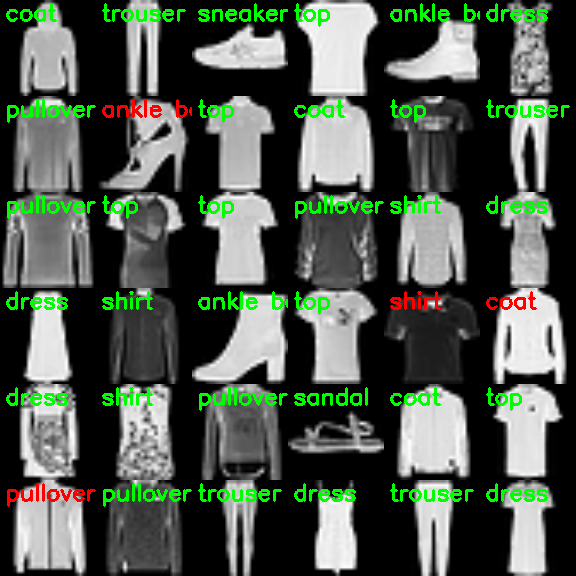 coat trouser sneaker top ankle b dress
pullover ankle b top coat top trouser
pullover top top pullover shirt dress
dress shirt ankle b top shirt coat
dress shirt pullover sandal coat top
pullover pullover trouser dress trouser dress